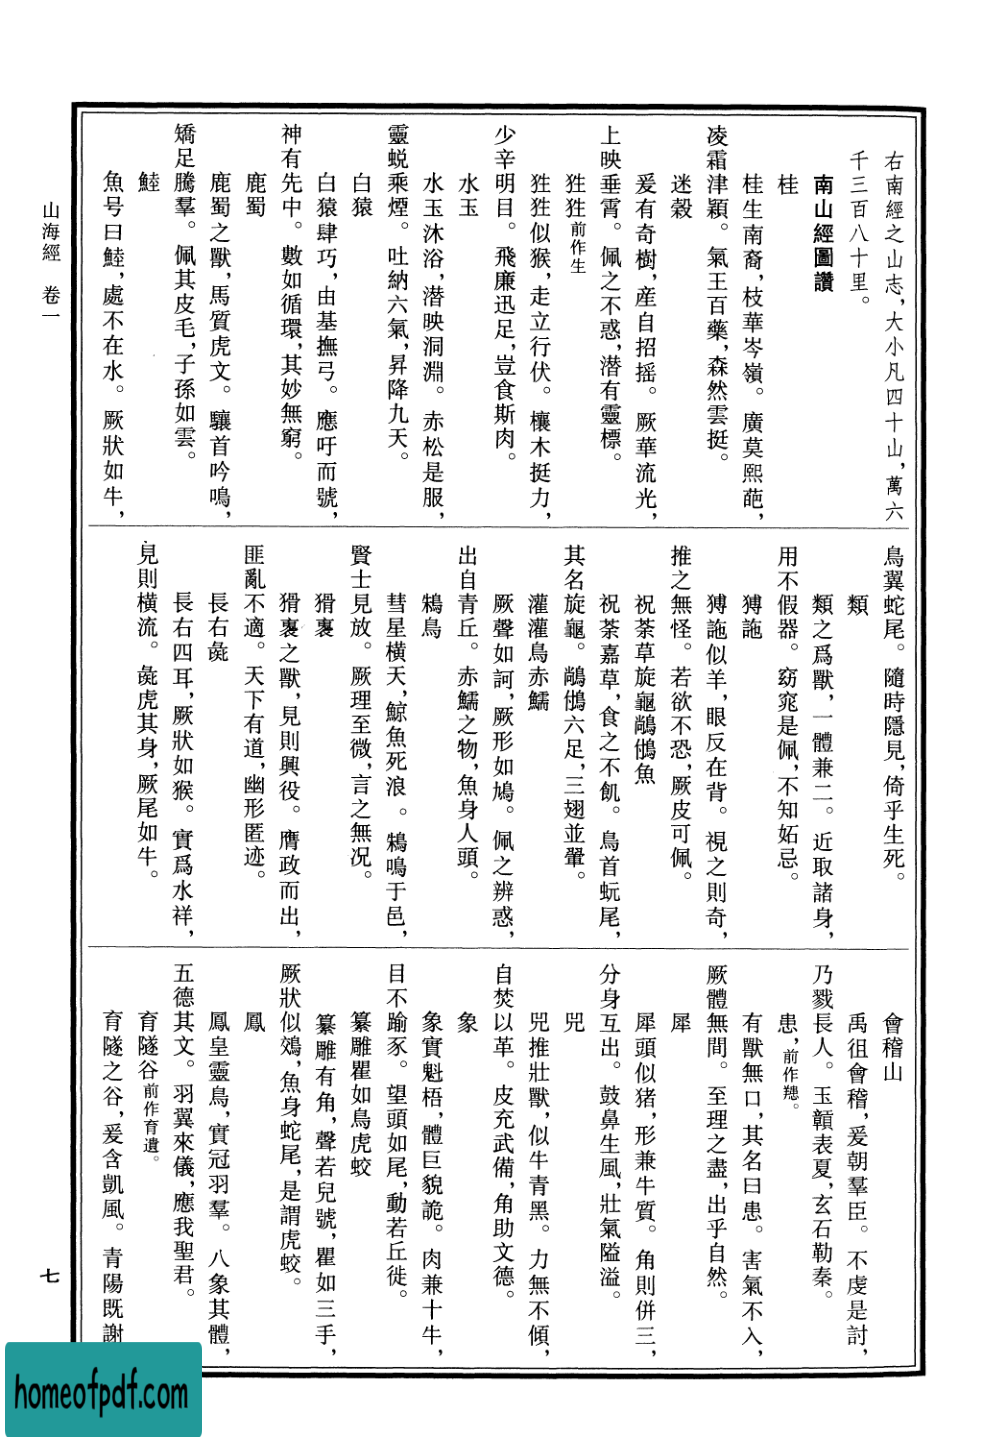 右南經之山志，大小凡四十山，萬六
千三百八十里。
南山經圖讚
桂
桂生南裔，枝華岑嶺。廣莫熙葩，
凌霜津穎。氣王百藥，森然雲挺。
迷榖
爰有奇樹，産自招摇。厥華流光，
上映垂霄。佩之不惑，潜有靈標。
狌狌前作生
狌狌似猴，走立行伏。櫰木挺力，
少辛明目。飛廉迅足，豈食斯肉。
水玉
水玉沐浴，潜映洞淵。赤松是服，
靈蜕乘煙。吐納六氣，昇降九天。
白猿
白猿肆巧，由基撫弓。應吁而號，
神有先中。數如循環，其妙無窮。
鹿蜀
鹿蜀之獸，馬質虎文。驤首吟鳴，
矯足騰羣。佩其皮毛，子孫如雲。
鯥
魚号曰鯥，處不在水。厥狀如牛，
鳥翼蛇尾。隨時隱見，倚乎生死。
類
類之爲獸，一體兼二。近取諸身，
用不假器。窈窕是佩，不知妬忌。
猼訑
猼訑似羊，眼反在背。視之則奇，
推之無怪。若欲不恐，厥皮可佩。
祝荼草旋龜鵸鵂魚
祝荼嘉草，食之不飢。鳥首虬尾，
其名旋龜。鵸鵂六足，三翅並翬。
灌灌鳥赤鱬
厥聲如訶，厥形如鳩。佩之辨惑，
出自青丘。赤鱬之物，魚身人頭。
鴸鳥
彗星横天，鯨魚死浪。鴸鳴于邑，
賢士見放。厥理至微，言之無况。
猾褢
猾褢之獸，見則興役。膺政而出，
匪亂不適。天下有道，幽形匿迹。
長右彘
長右四耳，厥狀如猴。實爲水祥，
見則横流。彘虎其身，厥尾如牛。
會稽山
禹徂會稽，爰朝羣臣。不虔是討，
乃戮長人。玉顛表夏，玄石勒秦。
患，前作䍺。
有獸無口，其名曰患。害氣不入，
厥體無間。至理之盡，出乎自然。
犀
犀頭似猪，形兼牛質。角則併三，
分身互出。鼓鼻生風，壯氣隘溢。
兕
兕推壯獸，似牛青黑。力無不傾，
自焚以革。皮充武備，角助文德。
象
象實魁梧，體巨貌詭。肉兼十牛，
目不踰豕。望頭如尾，動若丘徙。
纂雕瞿如鳥虎蛟
纂雕有角，聲若兒號，瞿如三手，
厥狀似鵁，魚身蛇尾，是謂虎蛟。
鳳
鳳皇靈鳥，實冠羽羣。八象其體，
五德其文。羽翼來儀，應我聖君。
育隧谷前作育遺。
育隧之谷，爰含凱風。青陽既謝
山海經　卷一
七
homeofpdf.com